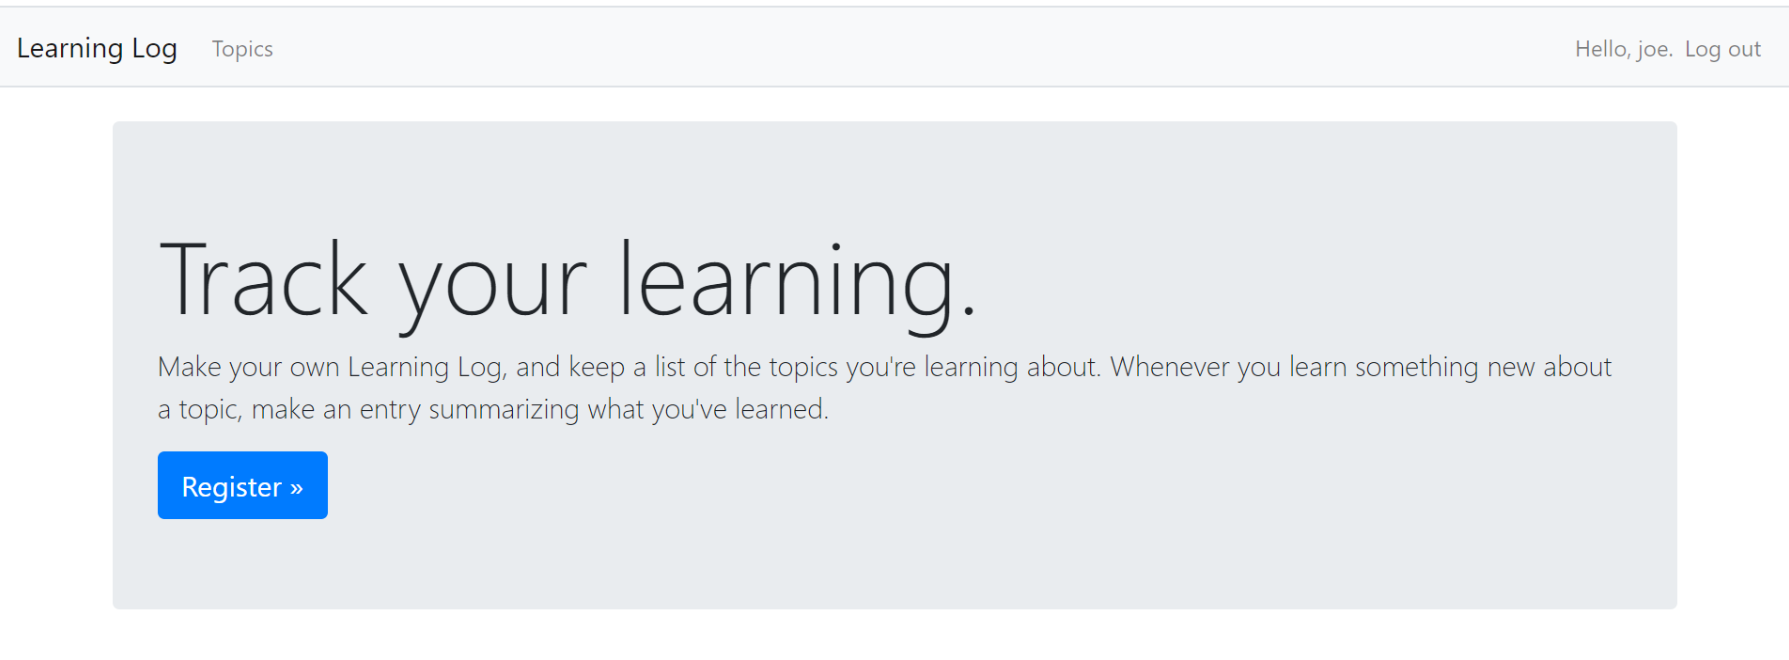 Learning Log Topics Hello, joe. Log out
Track your learning.
Make your own Learning Log, and keep a list of the topics you're learning about. Whenever you learn something new about
a topic, make an entry summarizing what you've learned.
Register »